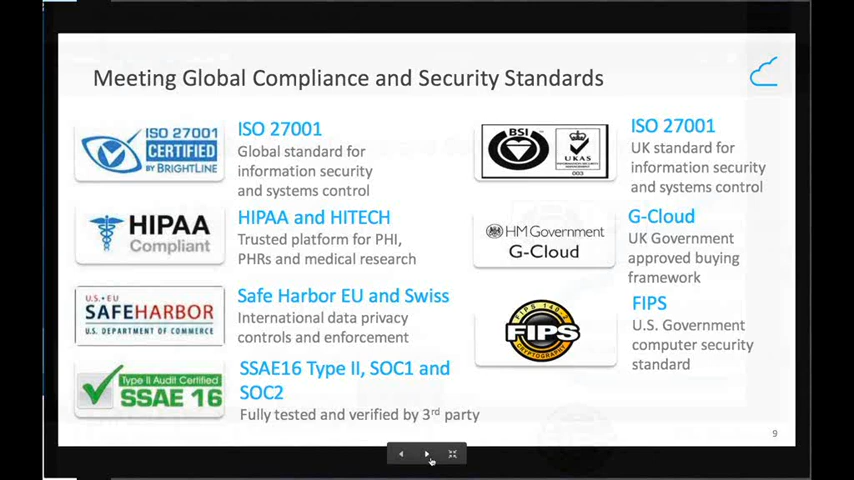 Meeting Global Compliance and Security Standards
ISO 27001
CERTIFIED
BY BRIGHTLINE
ISO 27001
Global standard for
information security
and systems control
HIPAA
Compliant
HIPAA and HITECH
Trusted platform for PHI,
PHRs and medical research
U.S.•EU
SAFEHARBOR
U.S. DEPARTMENT OF COMMERCE
Safe Harbor EU and Swiss
International data privacy
controls and enforcement
Type II Audit Certified
SSAE 16
SSAE16 Type II, SOC1 and
SOC2
Fully tested and verified by 3rd party
BSI
UKAS
003
ISO 27001
UK standard for
information security
and systems control
HM Government
G-Cloud
G-Cloud
UK Government
approved buying
framework
FIPS 140-2
FIPS
CRYPTOGRAPHY
FIPS
U.S. Government
computer security
standard
9